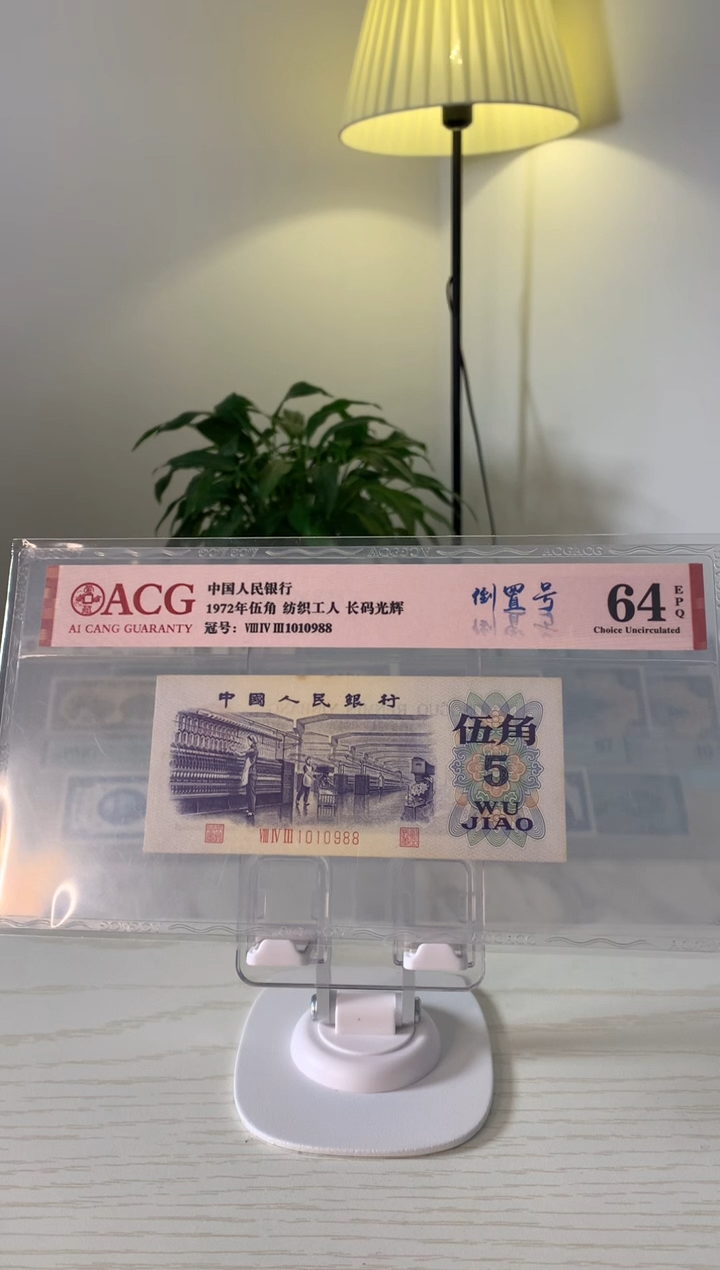 ACGACG
ACG
AI CANG GUARANTY
中国人民银行
1972年伍角 纺织工人 长码光辉
冠号：ⅧⅣⅢ1010988
倒置号
64
EPQ
Choice Uncirculated
中國人民銀行
伍角
5
WU
JIAO
ⅧⅣⅢ1010988